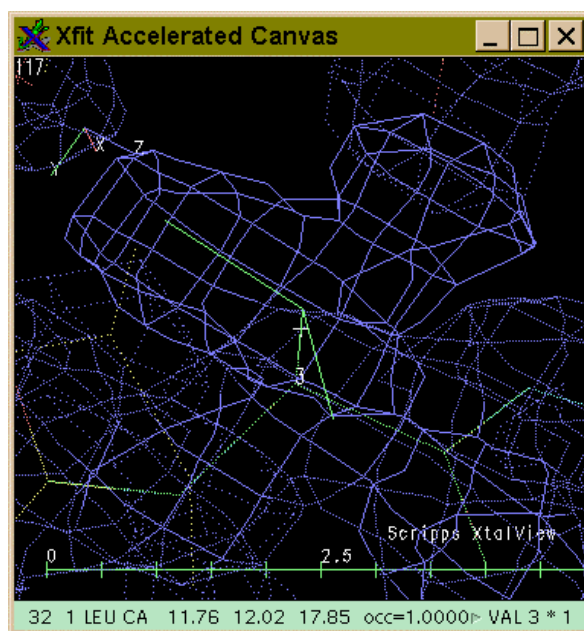 Xfit Accelerated Canvas
117
X
Z
Y
3
Scripps XtalView
0
2.5
32 1 LEU CA 11.76 12.02 17.85 occ=1.0000▷ VAL 3 * 1